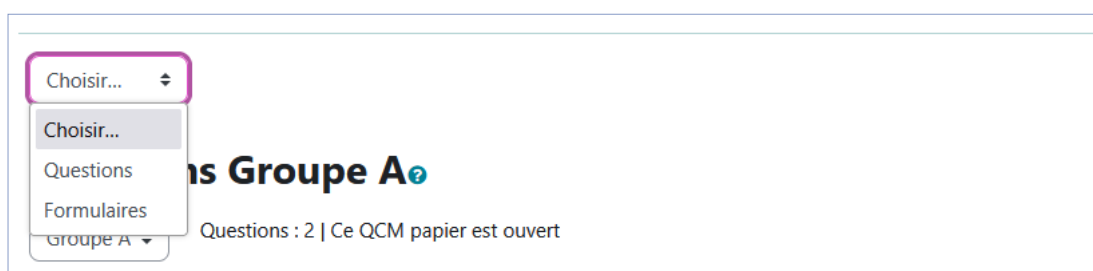 Choisir...
Choisir...
Questions
Formulaires
ns Groupe A
Groupe A
Questions : 2 | Ce QCM papier est ouvert